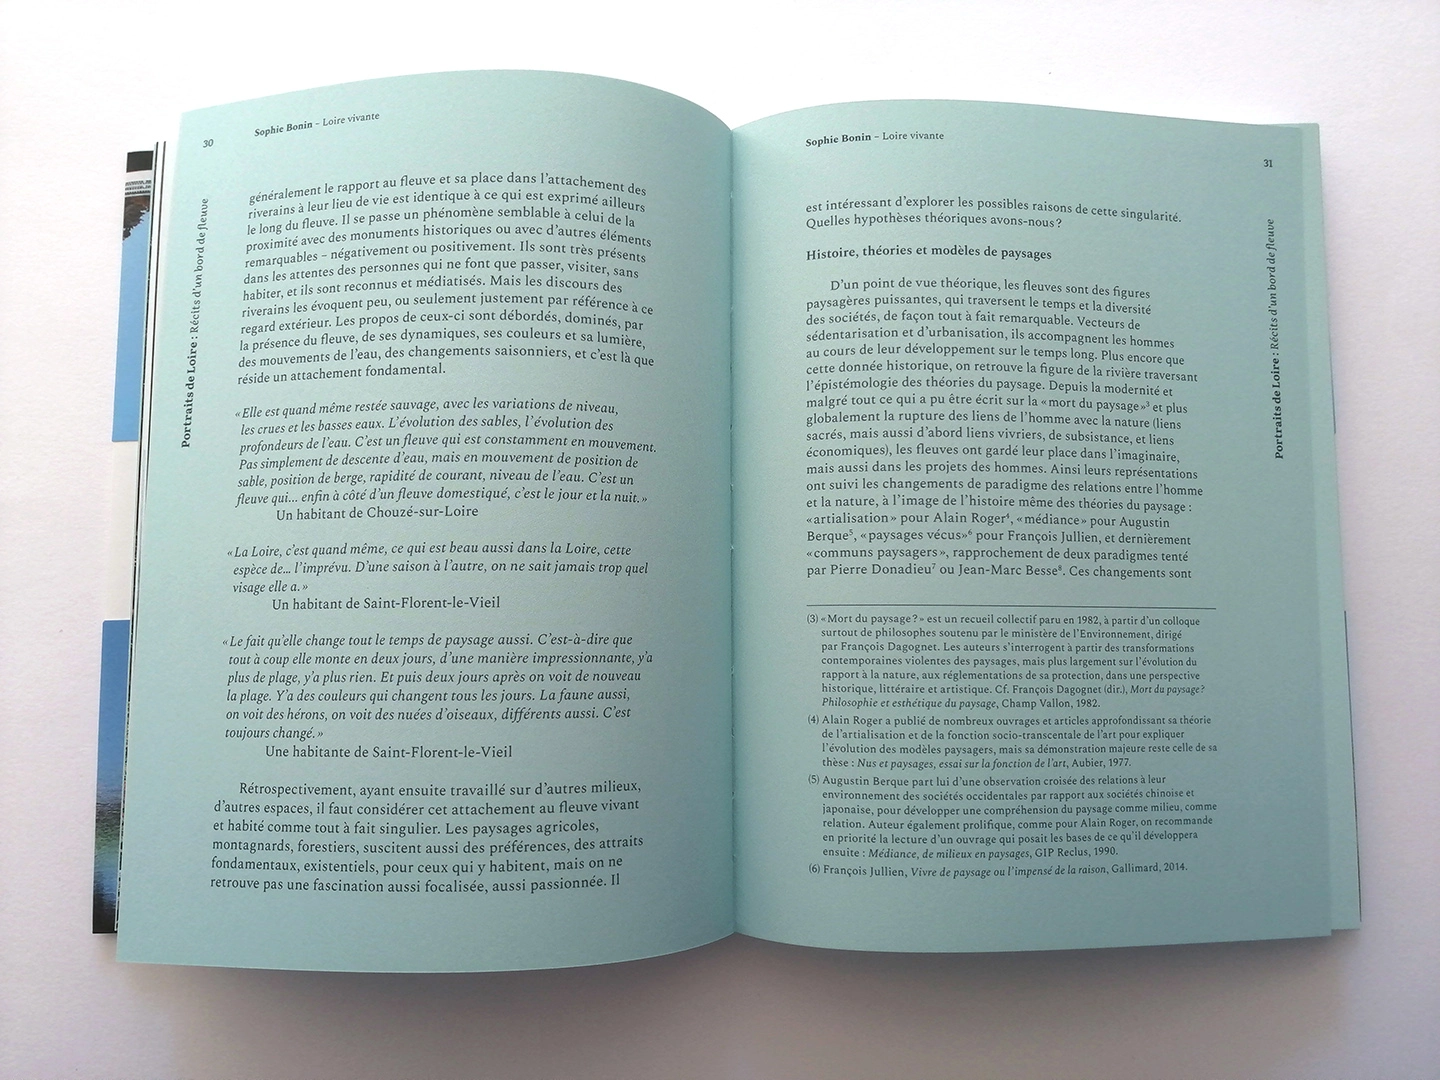 30
Sophie Bonin – Loire vivante
Portraits de Loire : Récits d'un bord de fleuve
généralement le rapport au fleuve et sa place dans l'attachement des
riverains à leur lieu de vie est identique à ce qui est exprimé ailleurs
le long du fleuve. Il se passe un phénomène semblable à celui de la
proximité avec des monuments historiques ou avec d'autres éléments
remarquables – négativement ou positivement. Ils sont très présents
dans les attentes des personnes qui ne font que passer, visiter, sans
habiter, et ils sont reconnus et médiatisés. Mais les discours des
riverains les évoquent peu, ou seulement justement par référence à ce
regard extérieur. Les propos de ceux-ci sont débordés, dominés, par
la présence du fleuve, de ses dynamiques, ses couleurs et sa lumière,
des mouvements de l'eau, des changements saisonniers, et c'est là que
réside un attachement fondamental.
« Elle est quand même restée sauvage, avec les variations de niveau,
les crues et les basses eaux. L'évolution des sables, l'évolution des
profondeurs de l'eau. C'est un fleuve qui est constamment en mouvement.
Pas simplement de descente d'eau, mais en mouvement de position de
sable, position de berge, rapidité de courant, niveau de l'eau. C'est un
fleuve qui... enfin à côté d'un fleuve domestiqué, c'est le jour et la nuit. »
Un habitant de Chouzé-sur-Loire
« La Loire, c'est quand même, ce qui est beau aussi dans la Loire, cette
espèce de... l'imprévu. D'une saison à l'autre, on ne sait jamais trop quel
visage elle a. »
Un habitant de Saint-Florent-le-Vieil
« Le fait qu'elle change tout le temps de paysage aussi. C'est-à-dire que
tout à coup elle monte en deux jours, d'une manière impressionnante, y'a
plus de plage, y'a plus rien. Et puis deux jours après on voit de nouveau
la plage. Y'a des couleurs qui changent tous les jours. La faune aussi,
on voit des hérons, on voit des nuées d'oiseaux, différents aussi. C'est
toujours changé. »
Une habitante de Saint-Florent-le-Vieil
Rétrospectivement, ayant ensuite travaillé sur d'autres milieux,
d'autres espaces, il faut considérer cet attachement au fleuve vivant
et habité comme tout à fait singulier. Les paysages agricoles,
montagnards, forestiers, suscitent aussi des préférences, des attraits
fondamentaux, existentiels, pour ceux qui y habitent, mais on ne
retrouve pas une fascination aussi focalisée, aussi passionnée. Il
Sophie Bonin – Loire vivante
31
Portraits de Loire : Récits d'un bord de fleuve
est intéressant d'explorer les possibles raisons de cette singularité.
Quelles hypothèses théoriques avons-nous ?
Histoire, théories et modèles de paysages
D'un point de vue théorique, les fleuves sont des figures
paysagères puissantes, qui traversent le temps et la diversité
des sociétés, de façon tout à fait remarquable. Vecteurs de
sédentarisation et d'urbanisation, ils accompagnent les hommes
au cours de leur développement sur le temps long. Plus encore que
cette donnée historique, on retrouve la figure de la rivière traversant
l'épistémologie des théories du paysage. Depuis la modernité et
malgré tout ce qui a pu être écrit sur la « mort du paysage »³ et plus
globalement la rupture des liens de l'homme avec la nature (liens
sacrés, mais aussi d'abord liens vivriers, de subsistance, et liens
économiques), les fleuves ont gardé leur place dans l'imaginaire,
mais aussi dans les projets des hommes. Ainsi leurs représentations
ont suivi les changements de paradigme des relations entre l'homme
et la nature, à l'image de l'histoire même des théories du paysage :
« artialisation » pour Alain Roger⁴, « médiance » pour Augustin
Berque⁵, « paysages vécus »⁶ pour François Jullien, et dernièrement
« communs paysagers », rapprochement de deux paradigmes tenté
par Pierre Donadieu⁷ ou Jean-Marc Besse⁸. Ces changements sont
(3) « Mort du paysage ? » est un recueil collectif paru en 1982, à partir d'un colloque
surtout de philosophes soutenu par le ministère de l'Environnement, dirigé
par François Dagognet. Les auteurs s'interrogent à partir des transformations
contemporaines violentes des paysages, mais plus largement sur l'évolution du
rapport à la nature, aux réglementations de sa protection, dans une perspective
historique, littéraire et artistique. Cf. François Dagognet (dir.), Mort du paysage ?
Philosophie et esthétique du paysage, Champ Vallon, 1982.
(4) Alain Roger a publié de nombreux ouvrages et articles approfondissant sa théorie
de l'artialisation et de la fonction socio-transcentale de l'art pour expliquer
l'évolution des modèles paysagers, mais sa démonstration majeure reste celle de sa
thèse : Nus et paysages, essai sur la fonction de l'art, Aubier, 1977.
(5) Augustin Berque part lui d'une observation croisée des relations à leur
environnement des sociétés occidentales par rapport aux sociétés chinoise et
japonaise, pour développer une compréhension du paysage comme milieu, comme
relation. Auteur également prolifique, comme pour Alain Roger, on recommande
en priorité la lecture d'un ouvrage qui posait les bases de ce qu'il développera
ensuite : Médiance, de milieux en paysages, GIP Reclus, 1990.
(6) François Jullien, Vivre de paysage ou l'impensé de la raison, Gallimard, 2014.